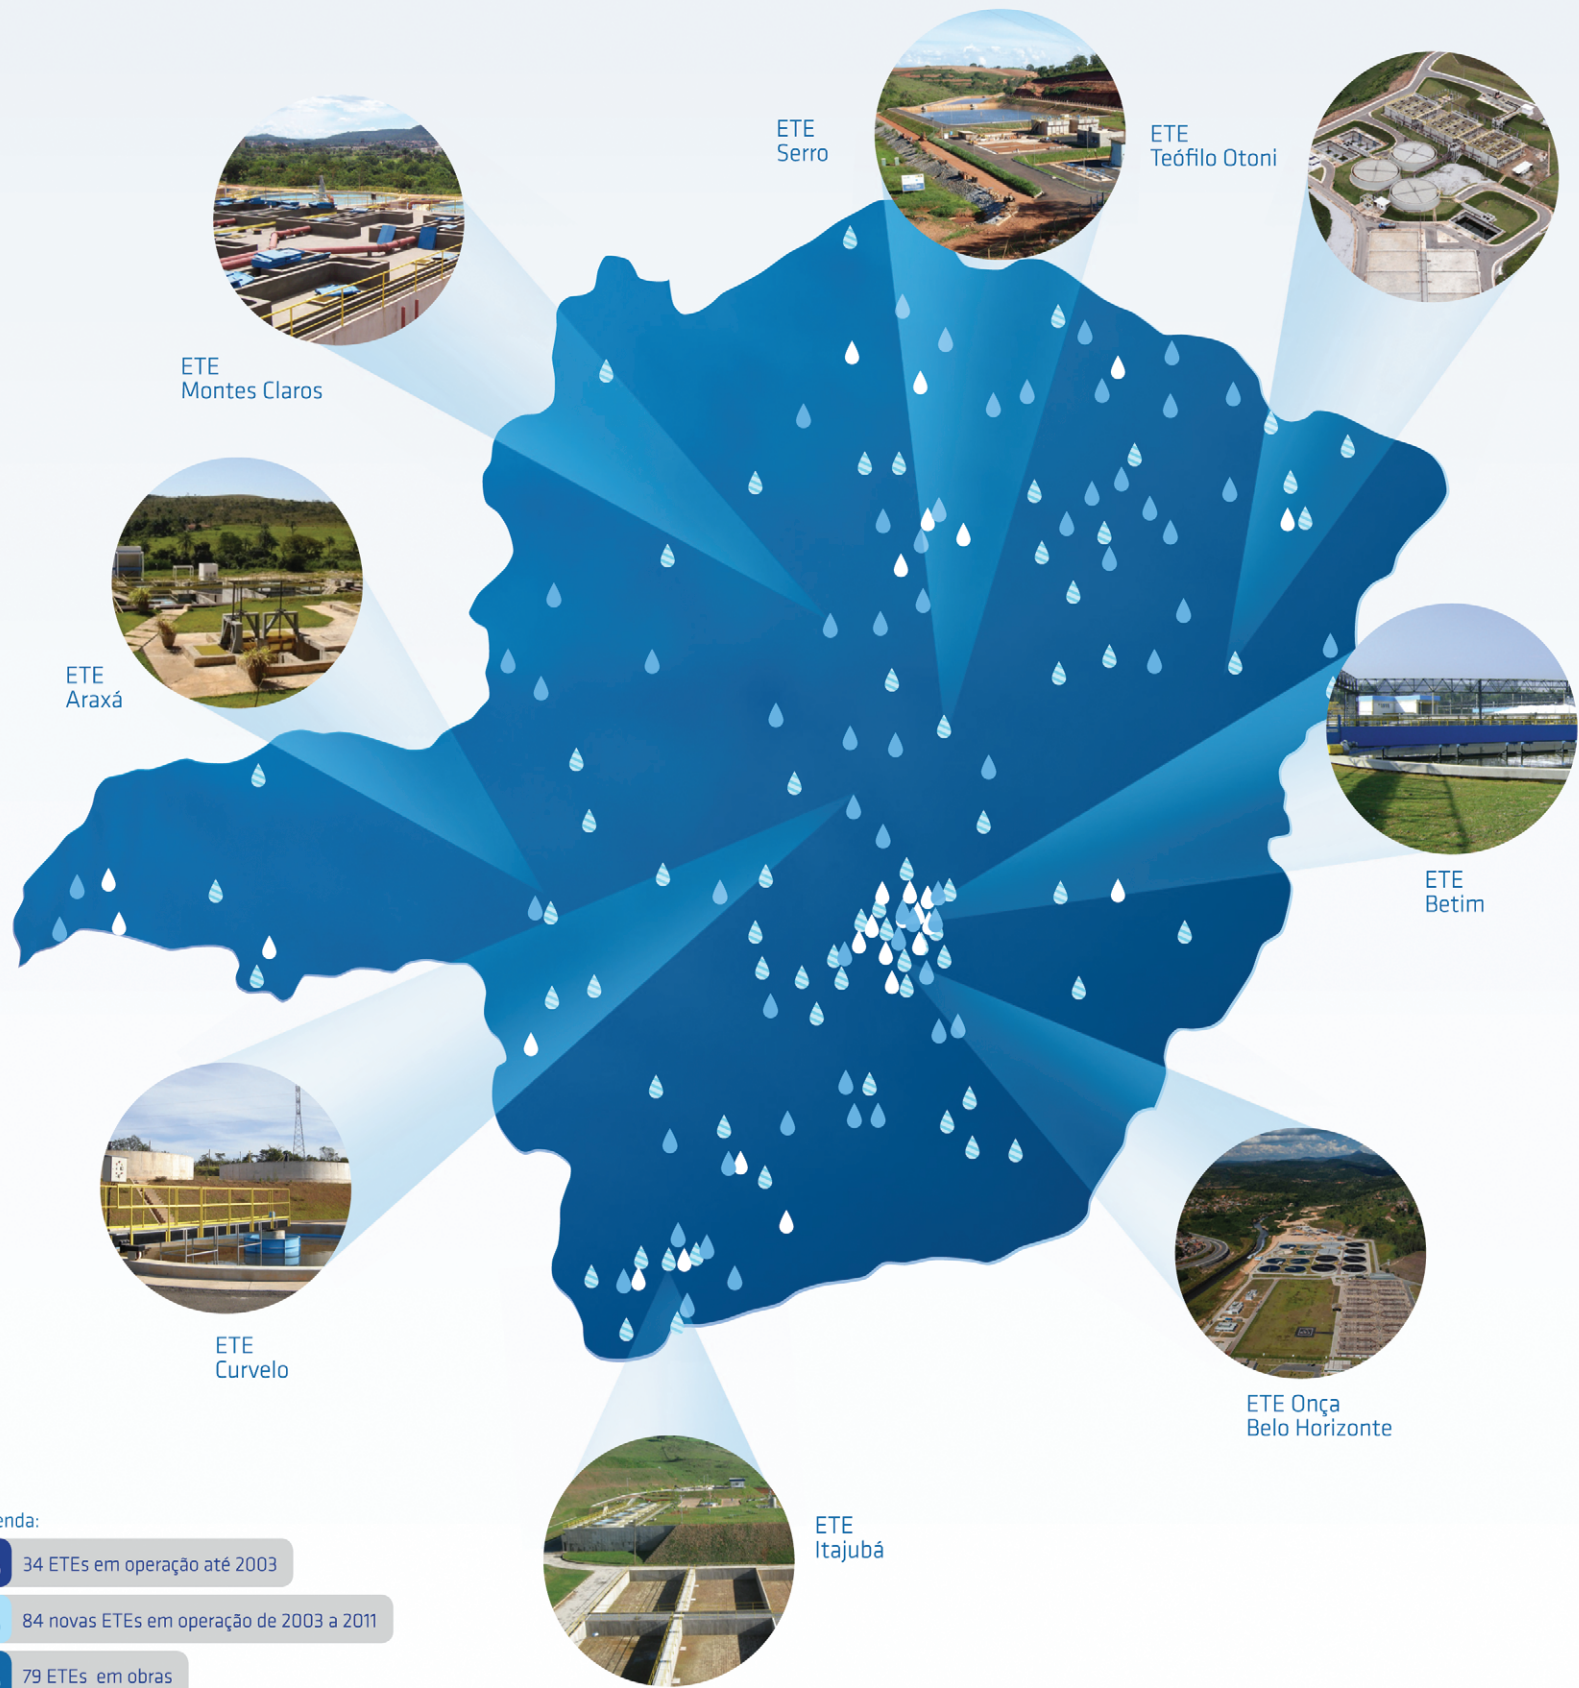 ETE
Serro
ETE
Teófilo Otoni
ETE
Montes Claros
ETE
Araxá
ETE
Betim
ETE
Curvelo
ETE Onça
Belo Horizonte
ETE
Itajubá
enda:
34 ETEs em operação até 2003
84 novas ETEs em operação de 2003 a 2011
79 ETEs em obras